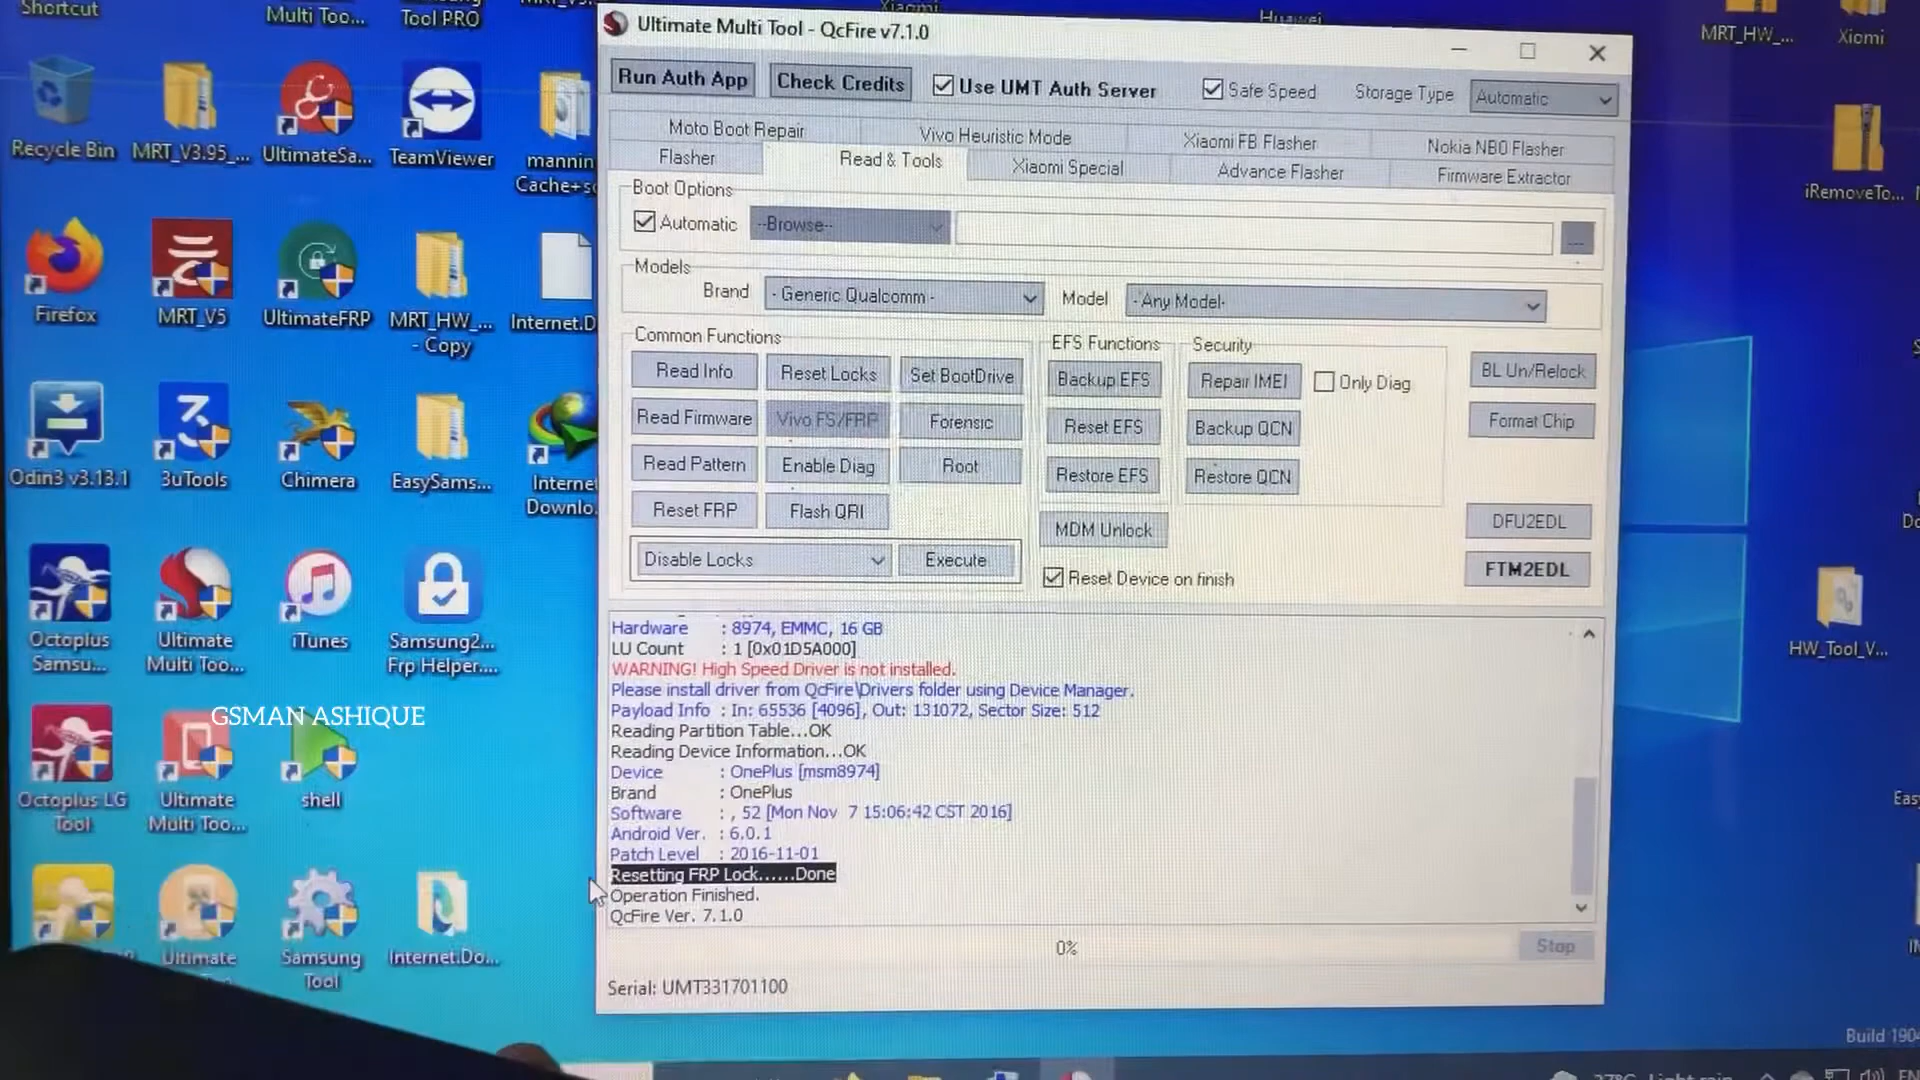 Shortcut
Multi Too...
Tool PRO
Xiaomi
Huawei
MRT_HW_...
Xiomi
Recycle Bin
MRT_V3.95_...
UltimateSa...
TeamViewer
mannin
Cache+s
iRemoveTo...
Firefox
MRT_V5
UltimateFRP
MRT_HW_...
- Copy
Internet.D
Odin3 v3.13.1
3uTools
Chimera
EasySams...
Internet
Downlo...
Octoplus
Samsu...
Ultimate
Multi Too...
iTunes
Samsung2...
Frp Helper....
HW_Tool_V...
GSMAN ASHIQUE
Octoplus LG
Tool
Ultimate
Multi Too...
shell
Ultimate
Samsung
Tool
Internet.Do...
Ultimate Multi Tool - QcFire v7.1.0
Run Auth App
Check Credits
Use UMT Auth Server
Safe Speed
Storage Type
Automatic
Moto Boot Repair
Vivo Heuristic Mode
Xiaomi FB Flasher
Nokia NB0 Flasher
Flasher
Read & Tools
Xiaomi Special
Advance Flasher
Firmware Extractor
Boot Options
Automatic
--Browse--
...
Models
Brand
- Generic Qualcomm -
Model
- Any Model-
Common Functions
Read Info
Reset Locks
Set BootDrive
Read Firmware
Vivo FS/FRP
Forensic
Read Pattern
Enable Diag
Root
Reset FRP
Flash QRI
Disable Locks
Execute
EFS Functions
Backup EFS
Reset EFS
Restore EFS
MDM Unlock
Security
Repair IMEI
Only Diag
Backup QCN
Restore QCN
BL Un/Relock
Format Chip
DFU2EDL
FTM2EDL
Reset Device on finish
Hardware : 8974, EMMC, 16 GB
LU Count : 1 [0x01D5A000]
WARNING! High Speed Driver is not installed.
Please install driver from QcFire\Drivers folder using Device Manager.
Payload Info : In: 65536 [4096], Out: 131072, Sector Size: 512
Reading Partition Table...OK
Reading Device Information...OK
Device : OnePlus [msm8974]
Brand : OnePlus
Software : , 52 [Mon Nov 7 15:06:42 CST 2016]
Android Ver. : 6.0.1
Patch Level : 2016-11-01
Resetting FRP Lock......Done
Operation Finished.
QcFire Ver. 7.1.0
0%
Stop
Serial: UMT331701100
Build 1904
27°C Light rain